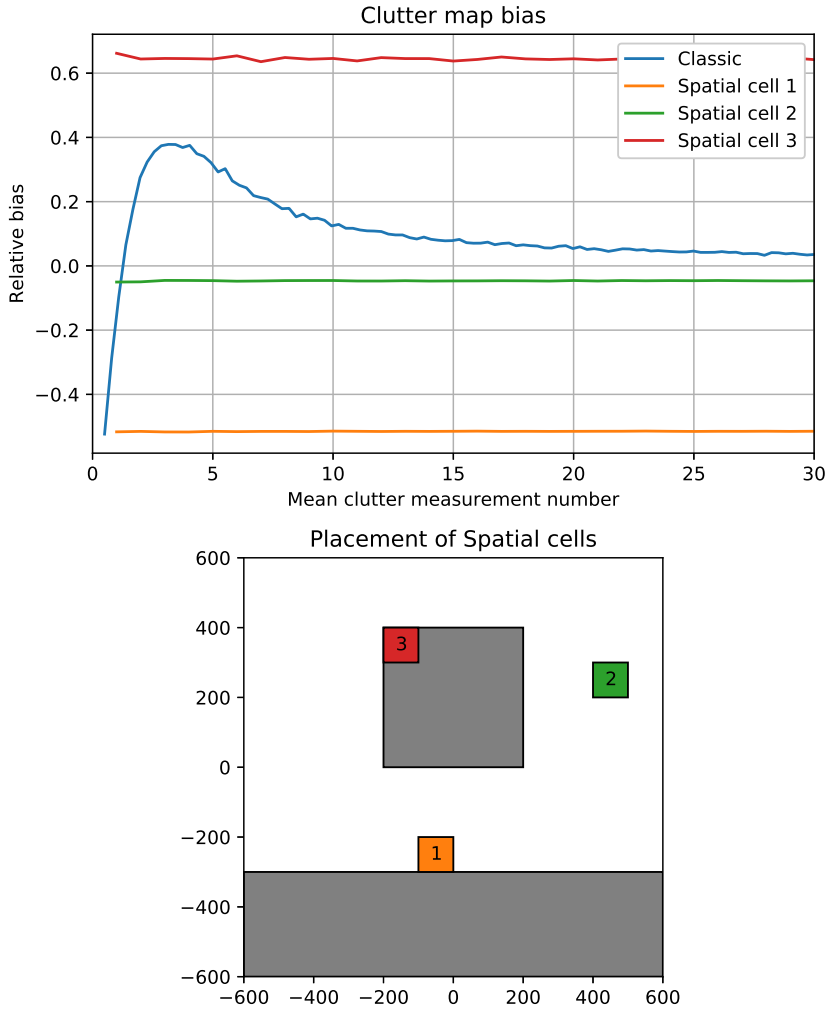 Clutter map bias
Relative bias
0.6
0.4
0.2
0.0
−0.2
−0.4
Classic
Spatial cell 1
Spatial cell 2
Spatial cell 3
0 5 10 15 20 25 30
Mean clutter measurement number
Placement of Spatial cells
600
400
200
0
−200
−400
−600
3
2
1
−600 −400 −200 0 200 400 600